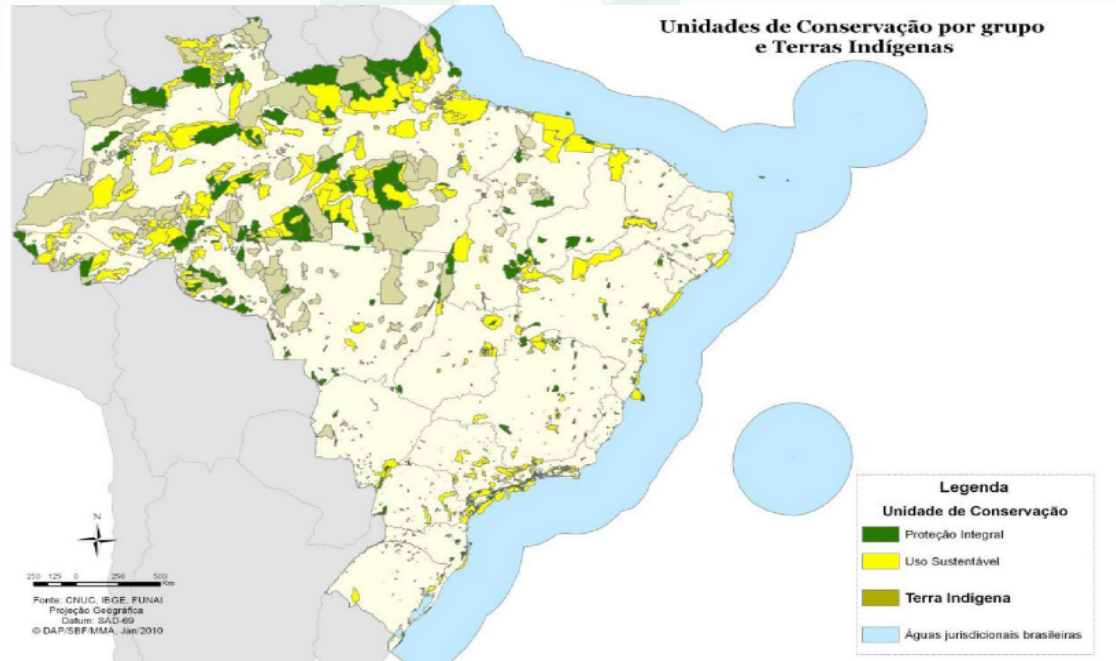 Unidades de Conservação por grupo
e Terras Indígenas
N
250 125 0 250 500
Km
Fonte: CNUC, IBGE, FUNAI
Projeção Geográfica
Datum: SAD-69
© DAP/SBF/MMA, Jan/2010
Legenda
Unidade de Conservação
Proteção Integral
Uso Sustentável
Terra Indígena
Águas jurisdicionais brasileiras